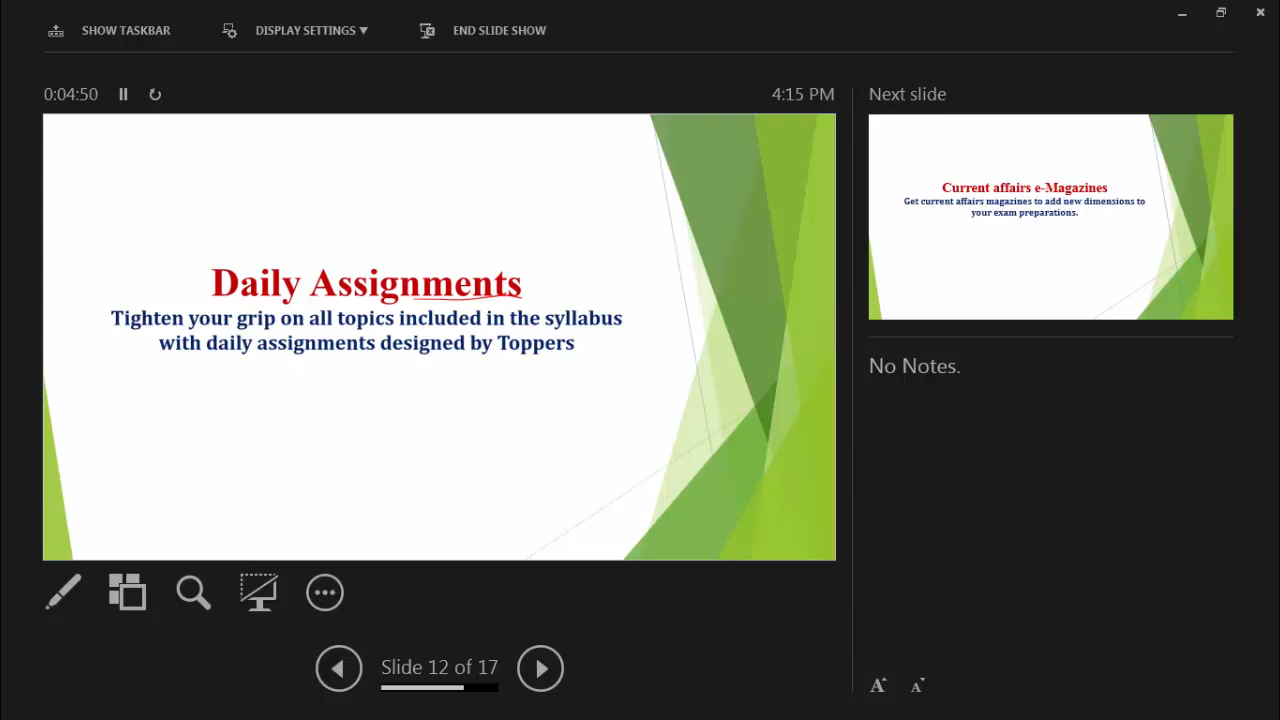 SHOW TASKBAR
DISPLAY SETTINGS ▼
END SLIDE SHOW
0:04:50
4:15 PM
Daily Assignments
Tighten your grip on all topics included in the syllabus
with daily assignments designed by Toppers
Slide 12 of 17
Next slide
Current affairs e-Magazines
Get current affairs magazines to add new dimensions to
your exam preparations.
No Notes.
A A